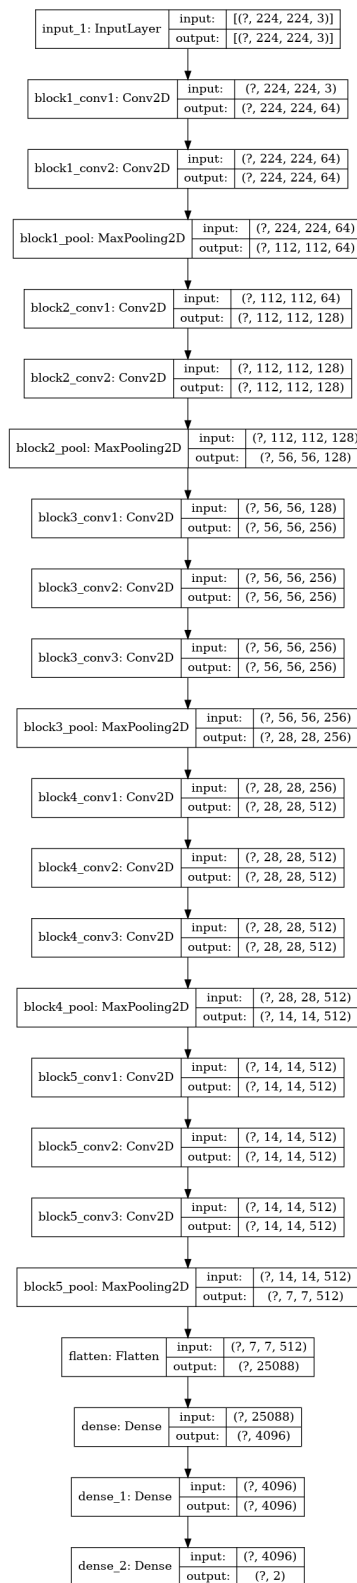 input_1: InputLayer
input:
[(?, 224, 224, 3)]
output:
[(?, 224, 224, 3)]
block1_conv1: Conv2D
input:
(?, 224, 224, 3)
output:
(?, 224, 224, 64)
block1_conv2: Conv2D
input:
(?, 224, 224, 64)
output:
(?, 224, 224, 64)
block1_pool: MaxPooling2D
input:
(?, 224, 224, 64)
output:
(?, 112, 112, 64)
block2_conv1: Conv2D
input:
(?, 112, 112, 64)
output:
(?, 112, 112, 128)
block2_conv2: Conv2D
input:
(?, 112, 112, 128)
output:
(?, 112, 112, 128)
block2_pool: MaxPooling2D
input:
(?, 112, 112, 128)
output:
(?, 56, 56, 128)
block3_conv1: Conv2D
input:
(?, 56, 56, 128)
output:
(?, 56, 56, 256)
block3_conv2: Conv2D
input:
(?, 56, 56, 256)
output:
(?, 56, 56, 256)
block3_conv3: Conv2D
input:
(?, 56, 56, 256)
output:
(?, 56, 56, 256)
block3_pool: MaxPooling2D
input:
(?, 56, 56, 256)
output:
(?, 28, 28, 256)
block4_conv1: Conv2D
input:
(?, 28, 28, 256)
output:
(?, 28, 28, 512)
block4_conv2: Conv2D
input:
(?, 28, 28, 512)
output:
(?, 28, 28, 512)
block4_conv3: Conv2D
input:
(?, 28, 28, 512)
output:
(?, 28, 28, 512)
block4_pool: MaxPooling2D
input:
(?, 28, 28, 512)
output:
(?, 14, 14, 512)
block5_conv1: Conv2D
input:
(?, 14, 14, 512)
output:
(?, 14, 14, 512)
block5_conv2: Conv2D
input:
(?, 14, 14, 512)
output:
(?, 14, 14, 512)
block5_conv3: Conv2D
input:
(?, 14, 14, 512)
output:
(?, 14, 14, 512)
block5_pool: MaxPooling2D
input:
(?, 14, 14, 512)
output:
(?, 7, 7, 512)
flatten: Flatten
input:
(?, 7, 7, 512)
output:
(?, 25088)
dense: Dense
input:
(?, 25088)
output:
(?, 4096)
dense_1: Dense
input:
(?, 4096)
output:
(?, 4096)
dense_2: Dense
input:
(?, 4096)
output:
(?, 2)